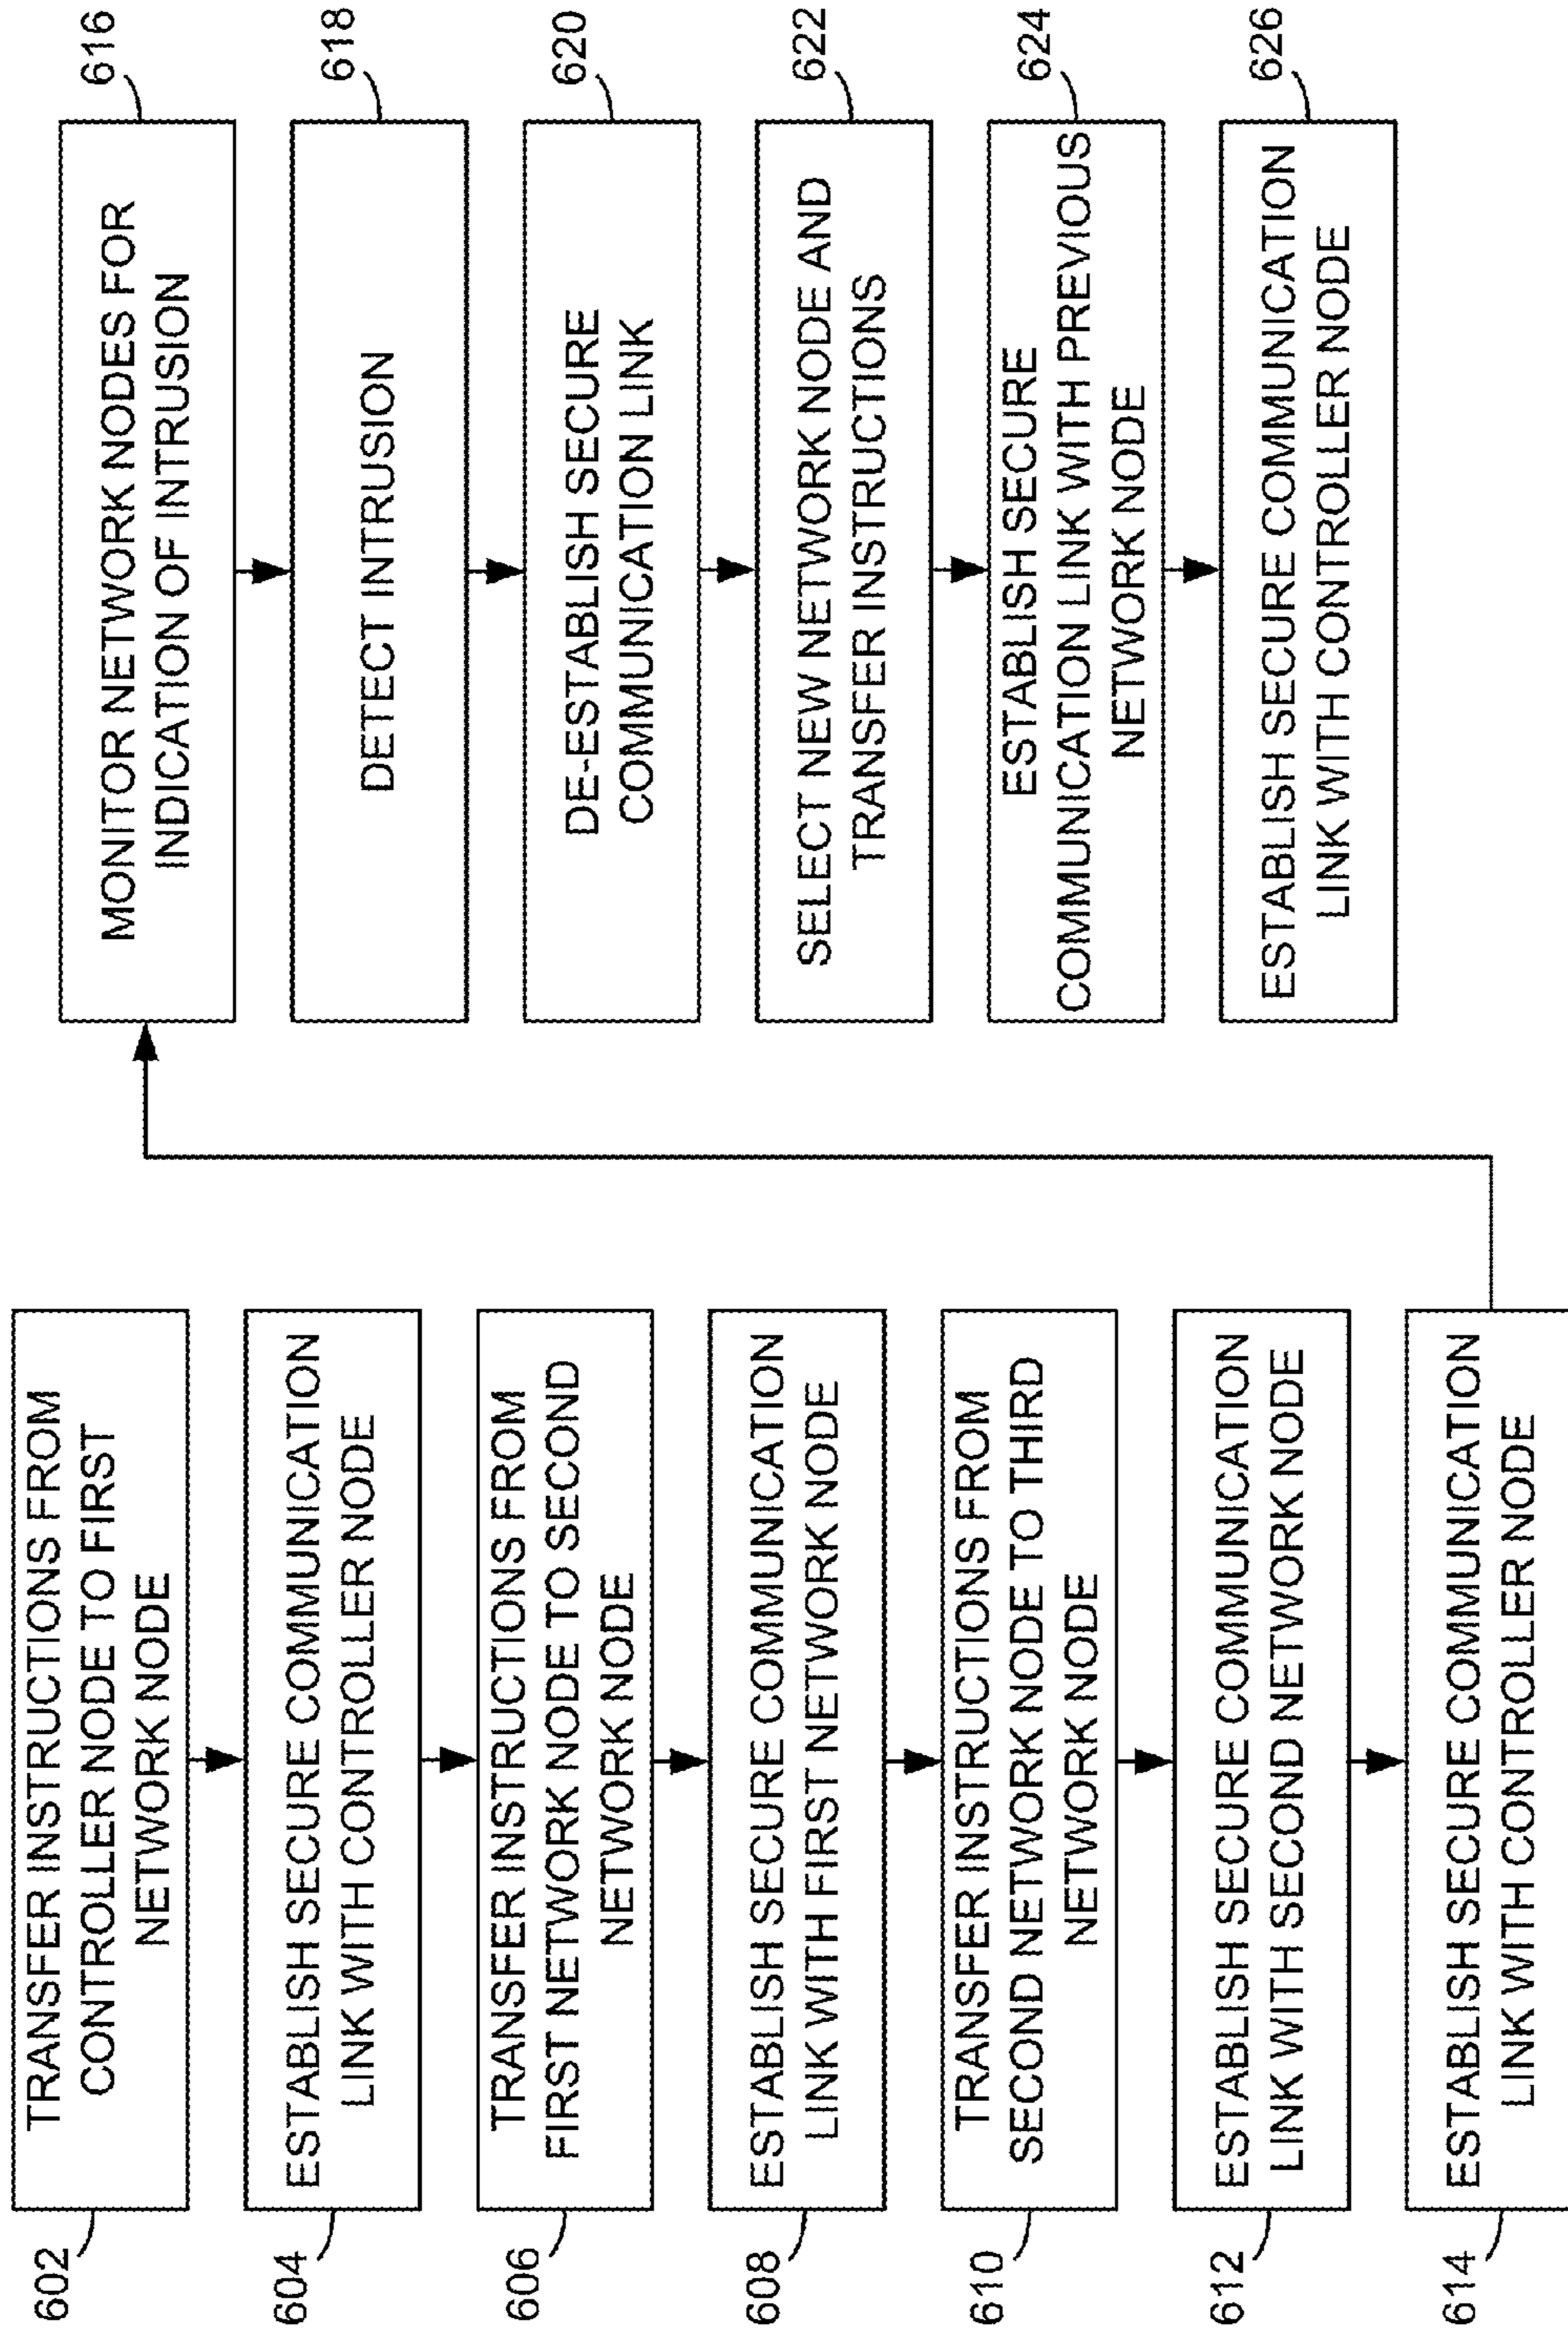 602
TRANSFER INSTRUCTIONS FROM
CONTROLLER NODE TO FIRST
NETWORK NODE
604
ESTABLISH SECURE COMMUNICATION
LINK WITH CONTROLLER NODE
606
TRANSFER INSTRUCTIONS FROM
FIRST NETWORK NODE TO SECOND
NETWORK NODE
608
ESTABLISH SECURE COMMUNICATION
LINK WITH FIRST NETWORK NODE
610
TRANSFER INSTRUCTIONS FROM
SECOND NETWORK NODE TO THIRD
NETWORK NODE
612
ESTABLISH SECURE COMMUNICATION
LINK WITH SECOND NETWORK NODE
614
ESTABLISH SECURE COMMUNICATION
LINK WITH CONTROLLER NODE
616
MONITOR NETWORK NODES FOR
INDICATION OF INTRUSION
618
DETECT INTRUSION
620
DE-ESTABLISH SECURE
COMMUNICATION LINK
622
SELECT NEW NETWORK NODE AND
TRANSFER INSTRUCTIONS
624
ESTABLISH SECURE
COMMUNICATION LINK WITH PREVIOUS
NETWORK NODE
626
ESTABLISH SECURE COMMUNICATION
LINK WITH CONTROLLER NODE